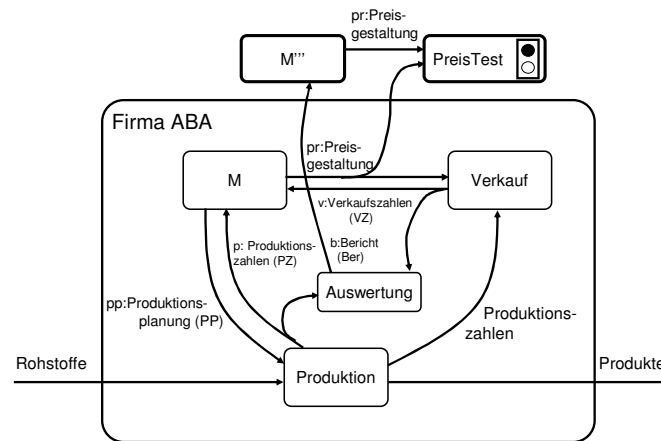 pr:Preis-
gestaltung
M'''
PreisTest
Firma ABA
pr:Preis-
gestaltung
M
Verkauf
v:Verkaufszahlen
(VZ)
p: Produktions-
zahlen (PZ)
b:Bericht
(Ber)
Auswertung
pp:Produktions-
planung (PP)
Produktions-
zahlen
Rohstoffe
Produktion
Produkte